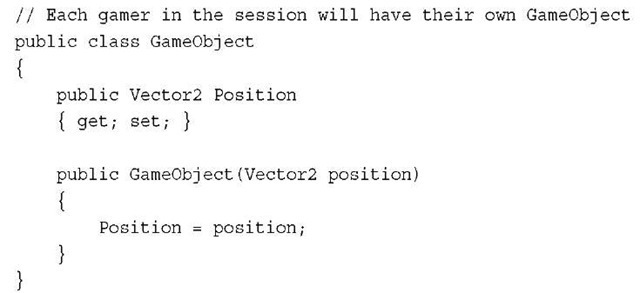 // Each gamer in the session will have their own GameObject
public class GameObject
{
    public Vector2 Position
    { get; set; }

    public GameObject(Vector2 position)
    {
        Position = position;
    }
}